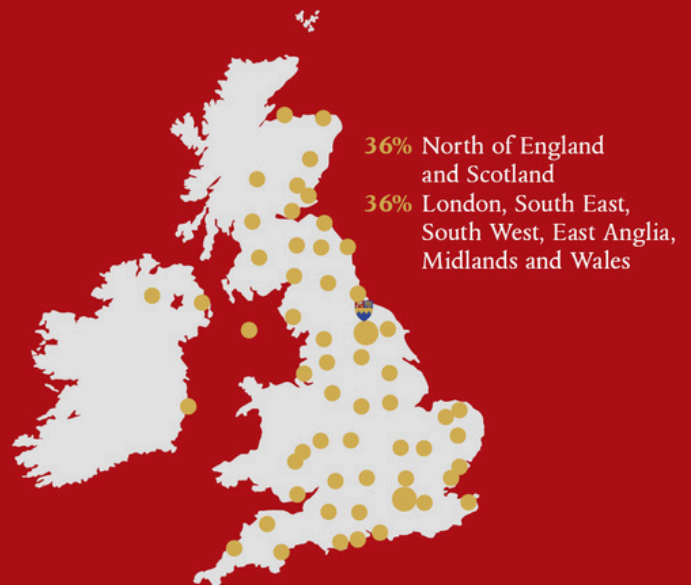 36% North of England
and Scotland
36% London, South East,
South West, East Anglia,
Midlands and Wales